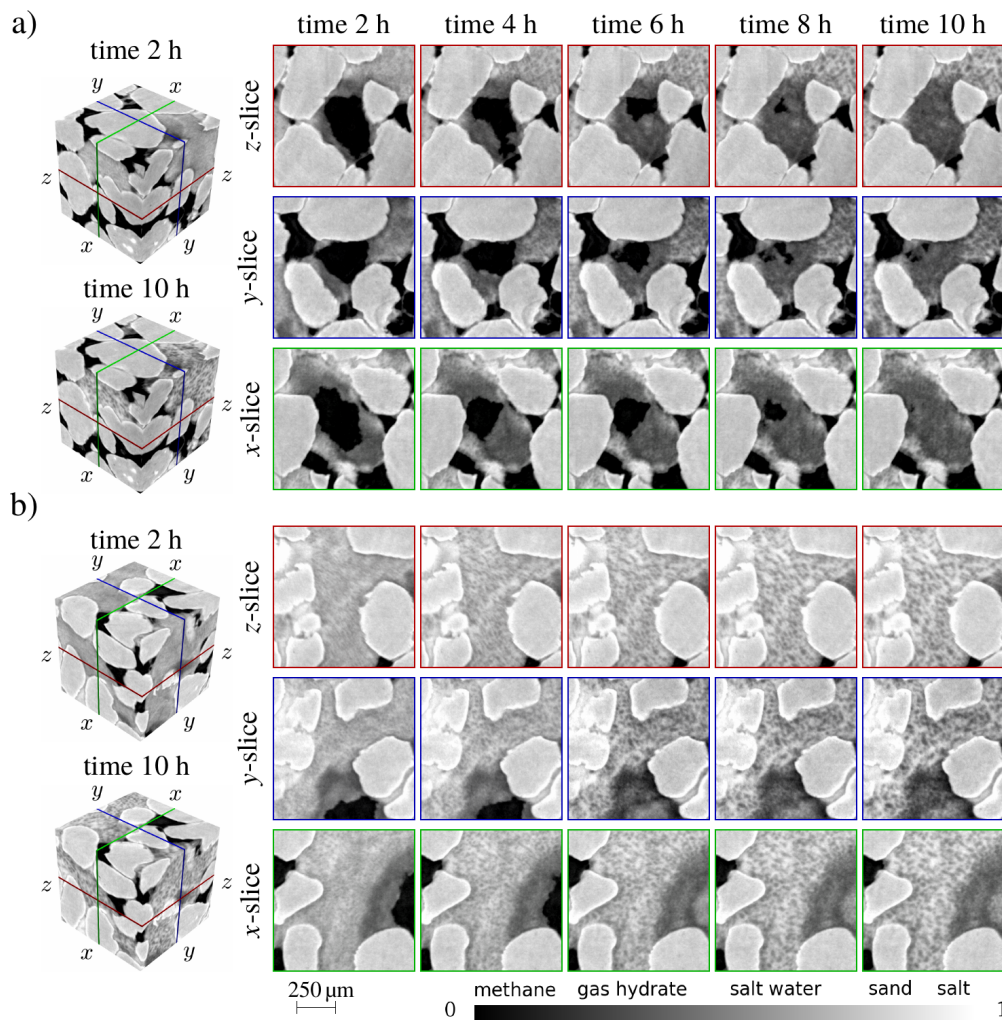 a)
time 2 h
time 2 h time 4 h time 6 h time 8 h time 10 h
y x
z z
x y
z-slice
y-slice
x-slice
time 10 h
y x
z z
x y
b)
time 2 h
y x
z z
x y
z-slice
y-slice
x-slice
time 10 h
y x
z z
x y
250 µm
methane gas hydrate salt water sand salt
0 1